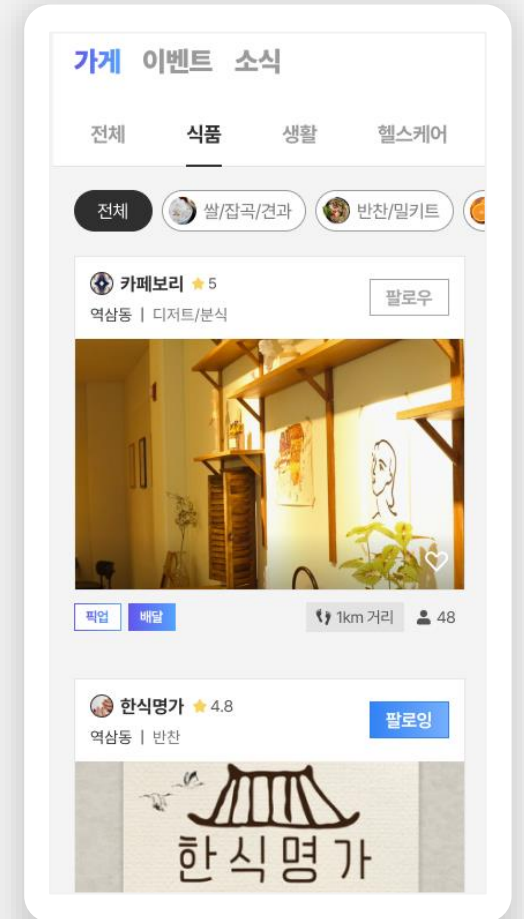 가게 이벤트 소식
전체 식품 생활 헬스케어
전체 쌀/잡곡/견과 반찬/밀키트
카페보리 5
역삼동 | 디저트/분식
팔로우
픽업 배달 1km 거리 48
한식명가 4.8
역삼동 | 반찬
팔로잉
한식명가